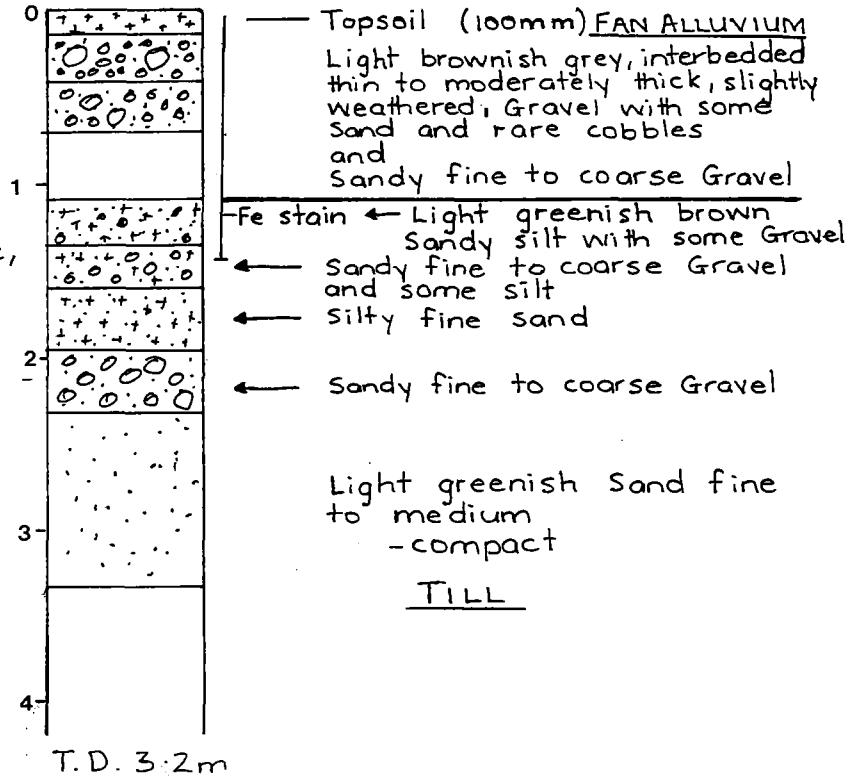 0
Topsoil (100mm) FAN ALLUVIUM
Light brownish grey, interbedded
thin to moderately thick, slightly
weathered, Gravel with some
Sand and rare cobbles
and
Sandy fine to coarse Gravel
1
Fe stain ← Light greenish brown
Sandy silt with some Gravel
Sandy fine to coarse Gravel
and some silt
Silty fine sand
2
Sandy fine to coarse Gravel
Light greenish Sand fine
to medium
-compact
3
TILL
4
T.D. 3.2m